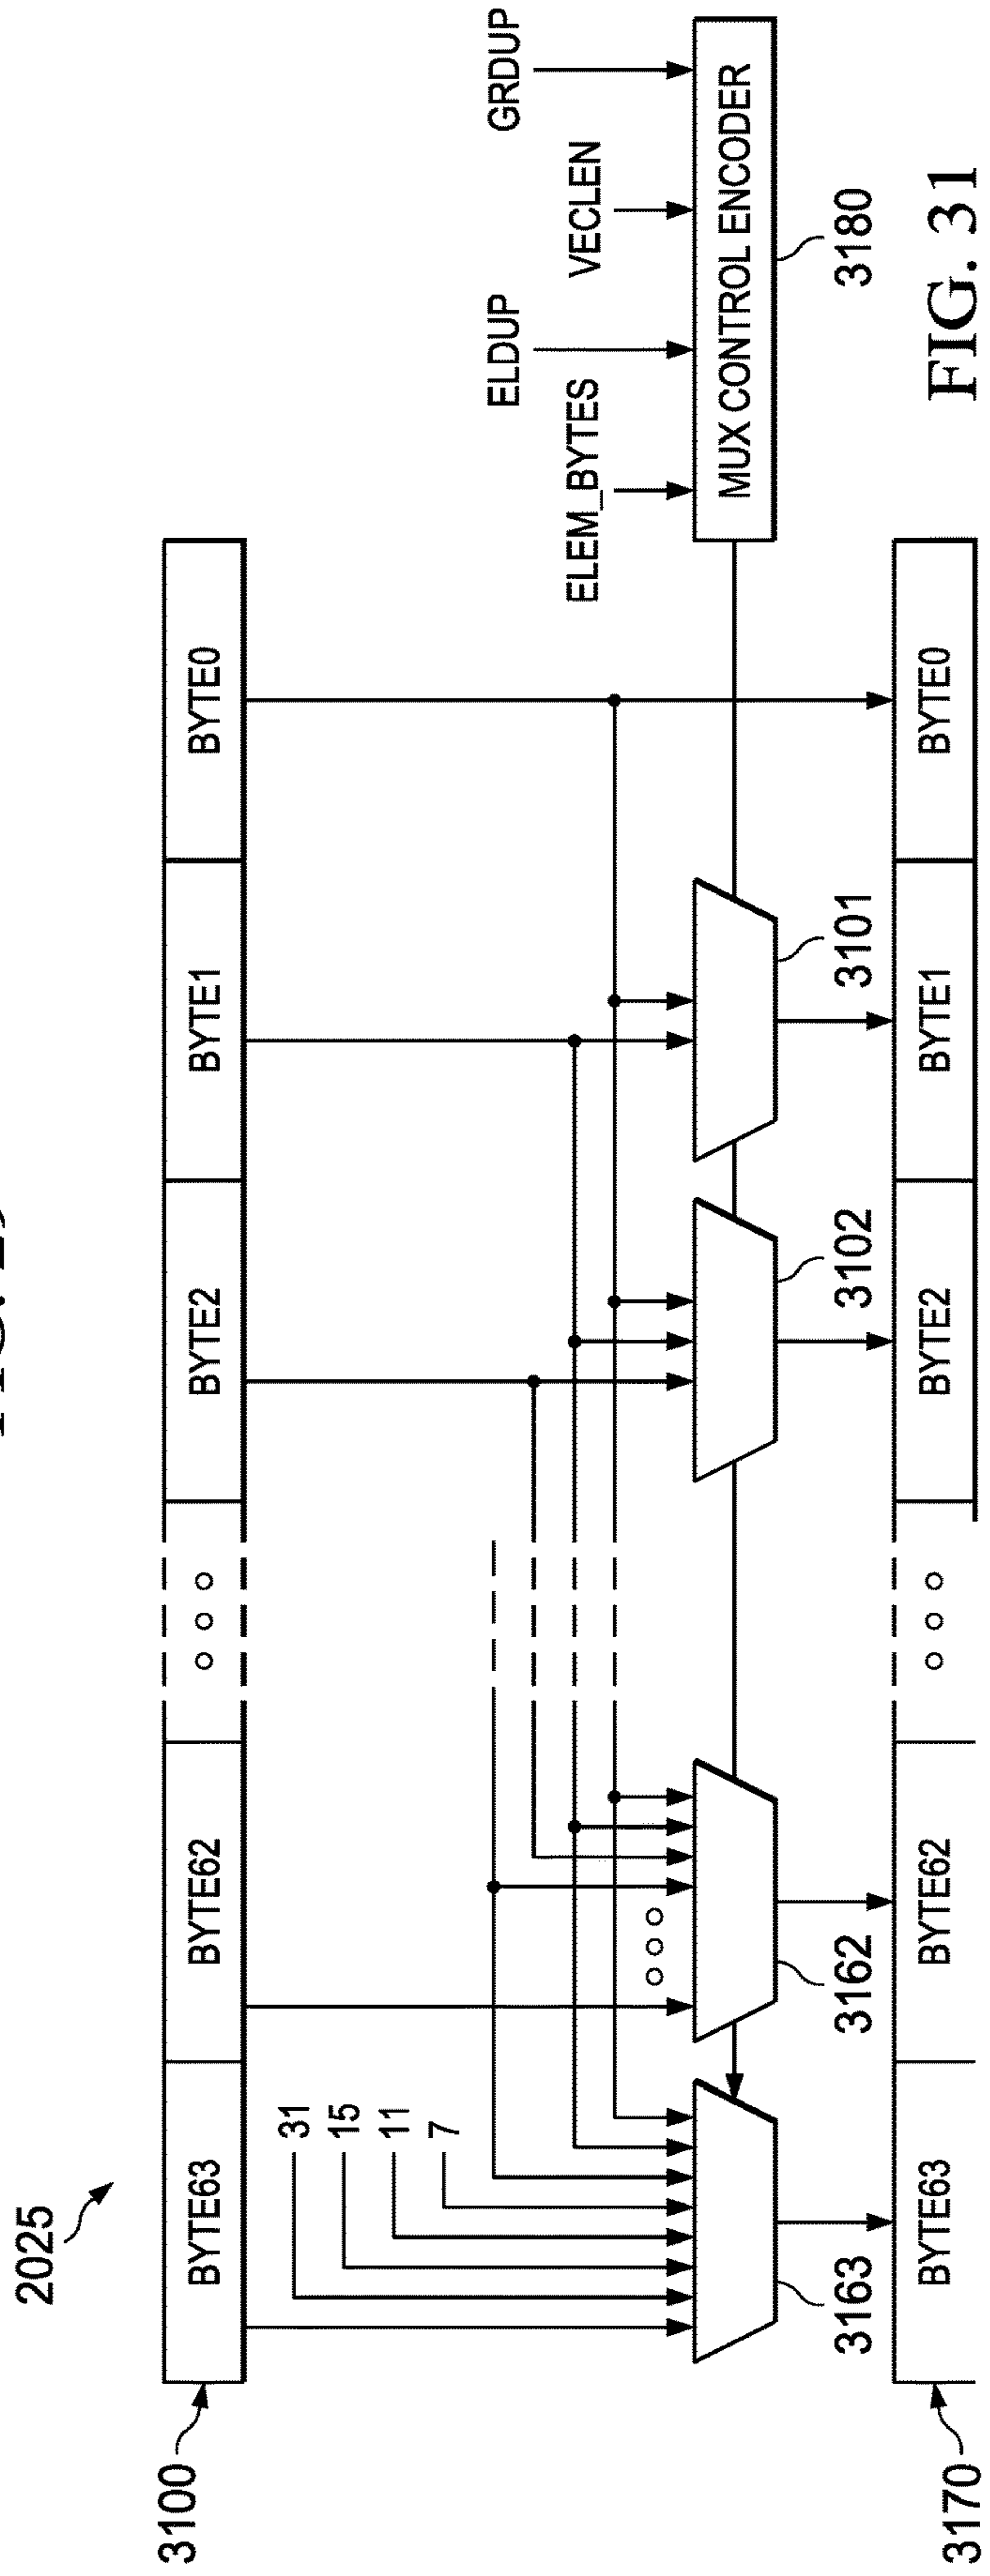 2025
3100
BYTE63
BYTE62
BYTE2
BYTE1
BYTE0
31
15
11
7
GRDUP
ELDUP
VECLEN
ELEM_BYTES
MUX CONTROL ENCODER
3163
3162
3102
3101
3180
3170
BYTE63
BYTE62
BYTE2
BYTE1
BYTE0
FIG. 31